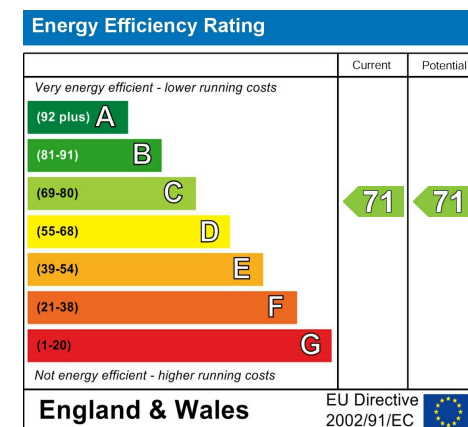 Energy Efficiency Rating
Current Potential
Very energy efficient - lower running costs
(92 plus) A
(81-91) B
(69-80) C 71 71
(55-68) D
(39-54) E
(21-38) F
(1-20) G
Not energy efficient - higher running costs
England & Wales
EU Directive
2002/91/EC